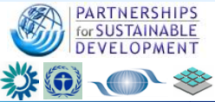 PARTNERSHIPS
for SUSTAINABLE
DEVELOPMENT